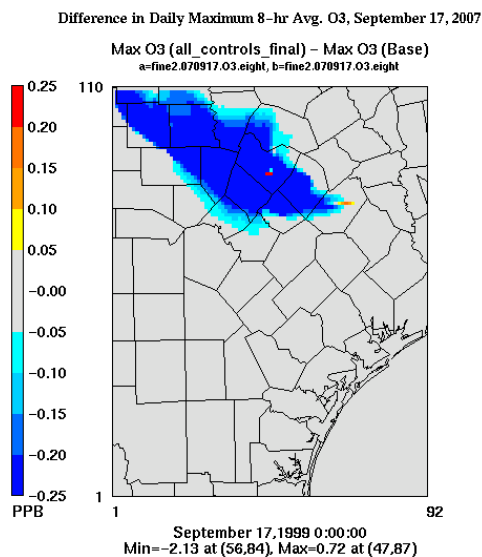 Difference in Daily Maximum 8-hr Avg. O3, September 17, 2007
Max O3 (all_controls_final) - Max O3 (Base)
a=fine2.070917.O3.eight, b=fine2.070917.O3.eight
0.25
0.20
0.15
0.10
0.05
-0.00
-0.05
-0.10
-0.15
-0.20
-0.25
PPB
110
1
1
92
September 17,1999 0:00:00
Min=-2.13 at (56,84), Max=0.72 at (47,87)